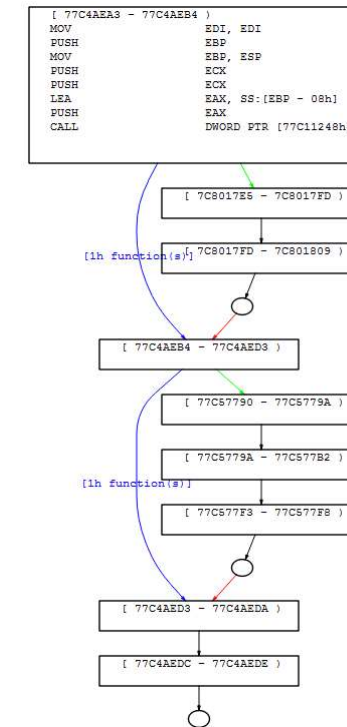 [ 77C4AEA3 - 77C4AEB4 )
MOV EDI, EDI
PUSH EBP
MOV EBP, ESP
PUSH ECX
PUSH ECX
LEA EAX, SS:[EBP - 08h]
PUSH EAX
CALL DWORD PTR [77C11248h
[ 7C8017E5 - 7C8017FD )
[ 7C8017FD - 7C801809 )
[1h function(s)]
[ 77C4AEB4 - 77C4AED3 )
[ 77C57790 - 77C5779A )
[ 77C5779A - 77C577B2 )
[1h function(s)]
[ 77C577F3 - 77C577F8 )
[ 77C4AED3 - 77C4AEDA )
[ 77C4AEDC - 77C4AEDE )